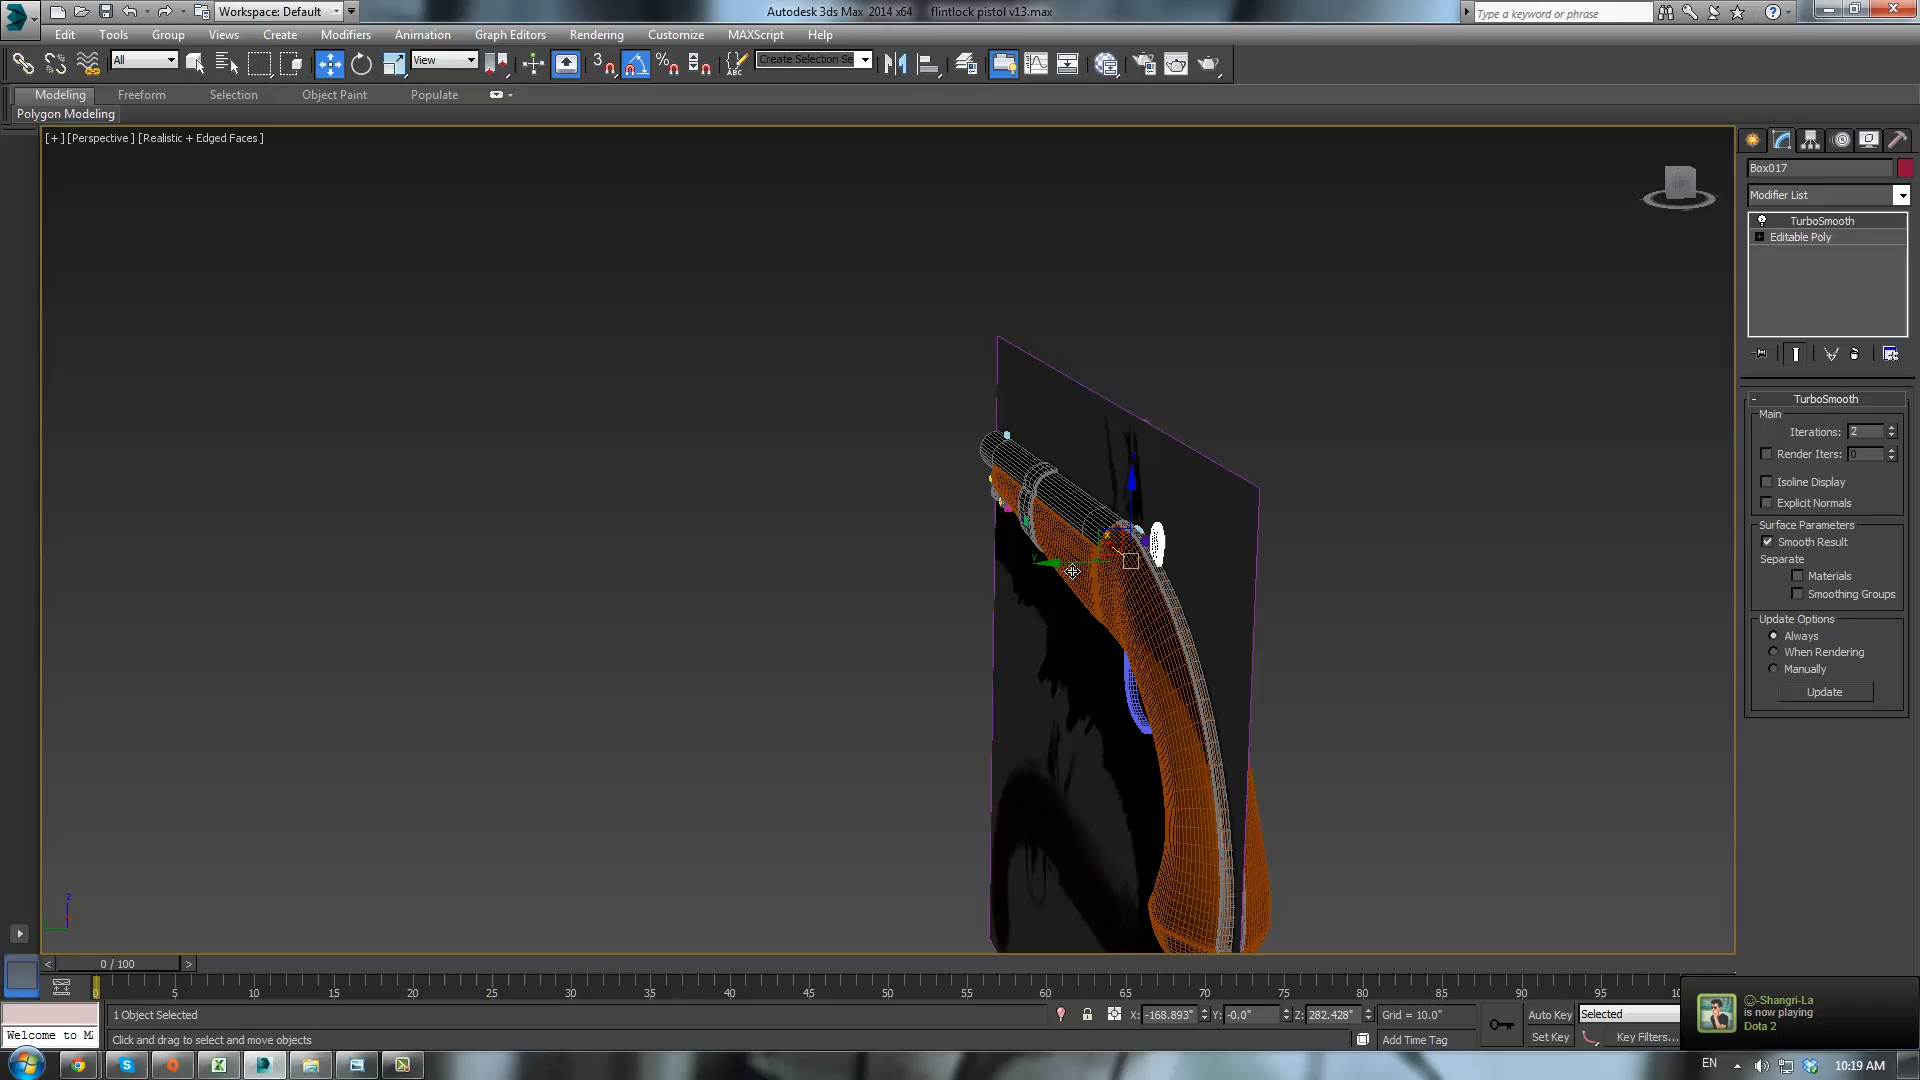 Workspace: Default
Autodesk 3ds Max 2014 x64 flintlock pistol v13.max
Type a keyword or phrase
Edit Tools Group Views Create Modifiers Animation Graph Editors Rendering Customize MAXScript Help
All
View
3
%
ABC
Create Selection Se
Modeling Freeform Selection Object Paint Populate
Polygon Modeling
[+] [Perspective] [Realistic + Edged Faces]
Box017
Modifier List
TurboSmooth
Editable Poly
TurboSmooth
Main
Iterations: 2
Render Iters: 0
Isoline Display
Explicit Normals
Surface Parameters
Smooth Result
Separate
Materials
Smoothing Groups
Update Options
Always
When Rendering
Manually
Update
x
y
z
0 / 100
0 5 10 15 20 25 30 35 40 45 50 55 60 65 70 75 80 85 90 95
1 Object Selected
X: -168.893" Y: -0.0" Z: 282.428" Grid = 10.0"
Auto Key Selected
Welcome to M
Click and drag to select and move objects
Add Time Tag
Set Key Key Filters...
-Shangri-La
is now playing
Dota 2
EN
10:19 AM